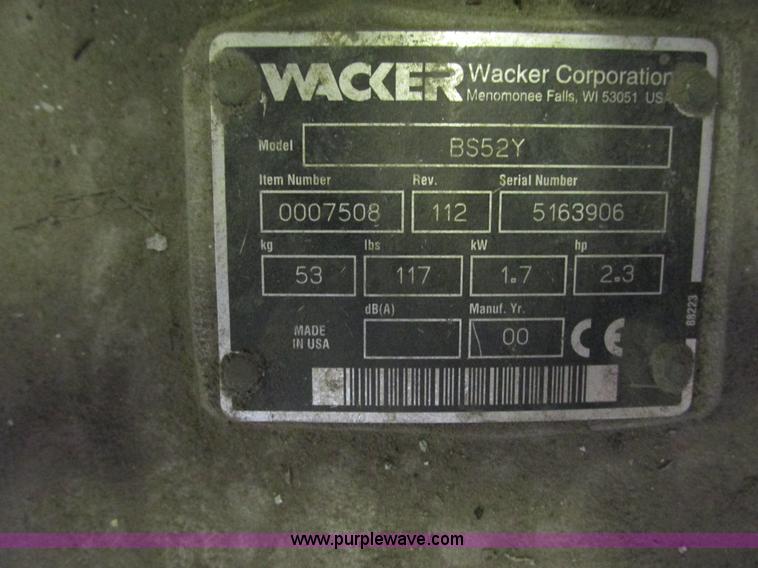 WACKER Wacker Corporation
Menomonee Falls, WI 53051 USA
Model BS52Y
Item Number Rev. Serial Number
0007508 112 5163906
kg lbs kW hp
53 117 1.7 2.3
dB(A) Manuf. Yr.
MADE
IN USA
00 CE
88223
www.purplewave.com